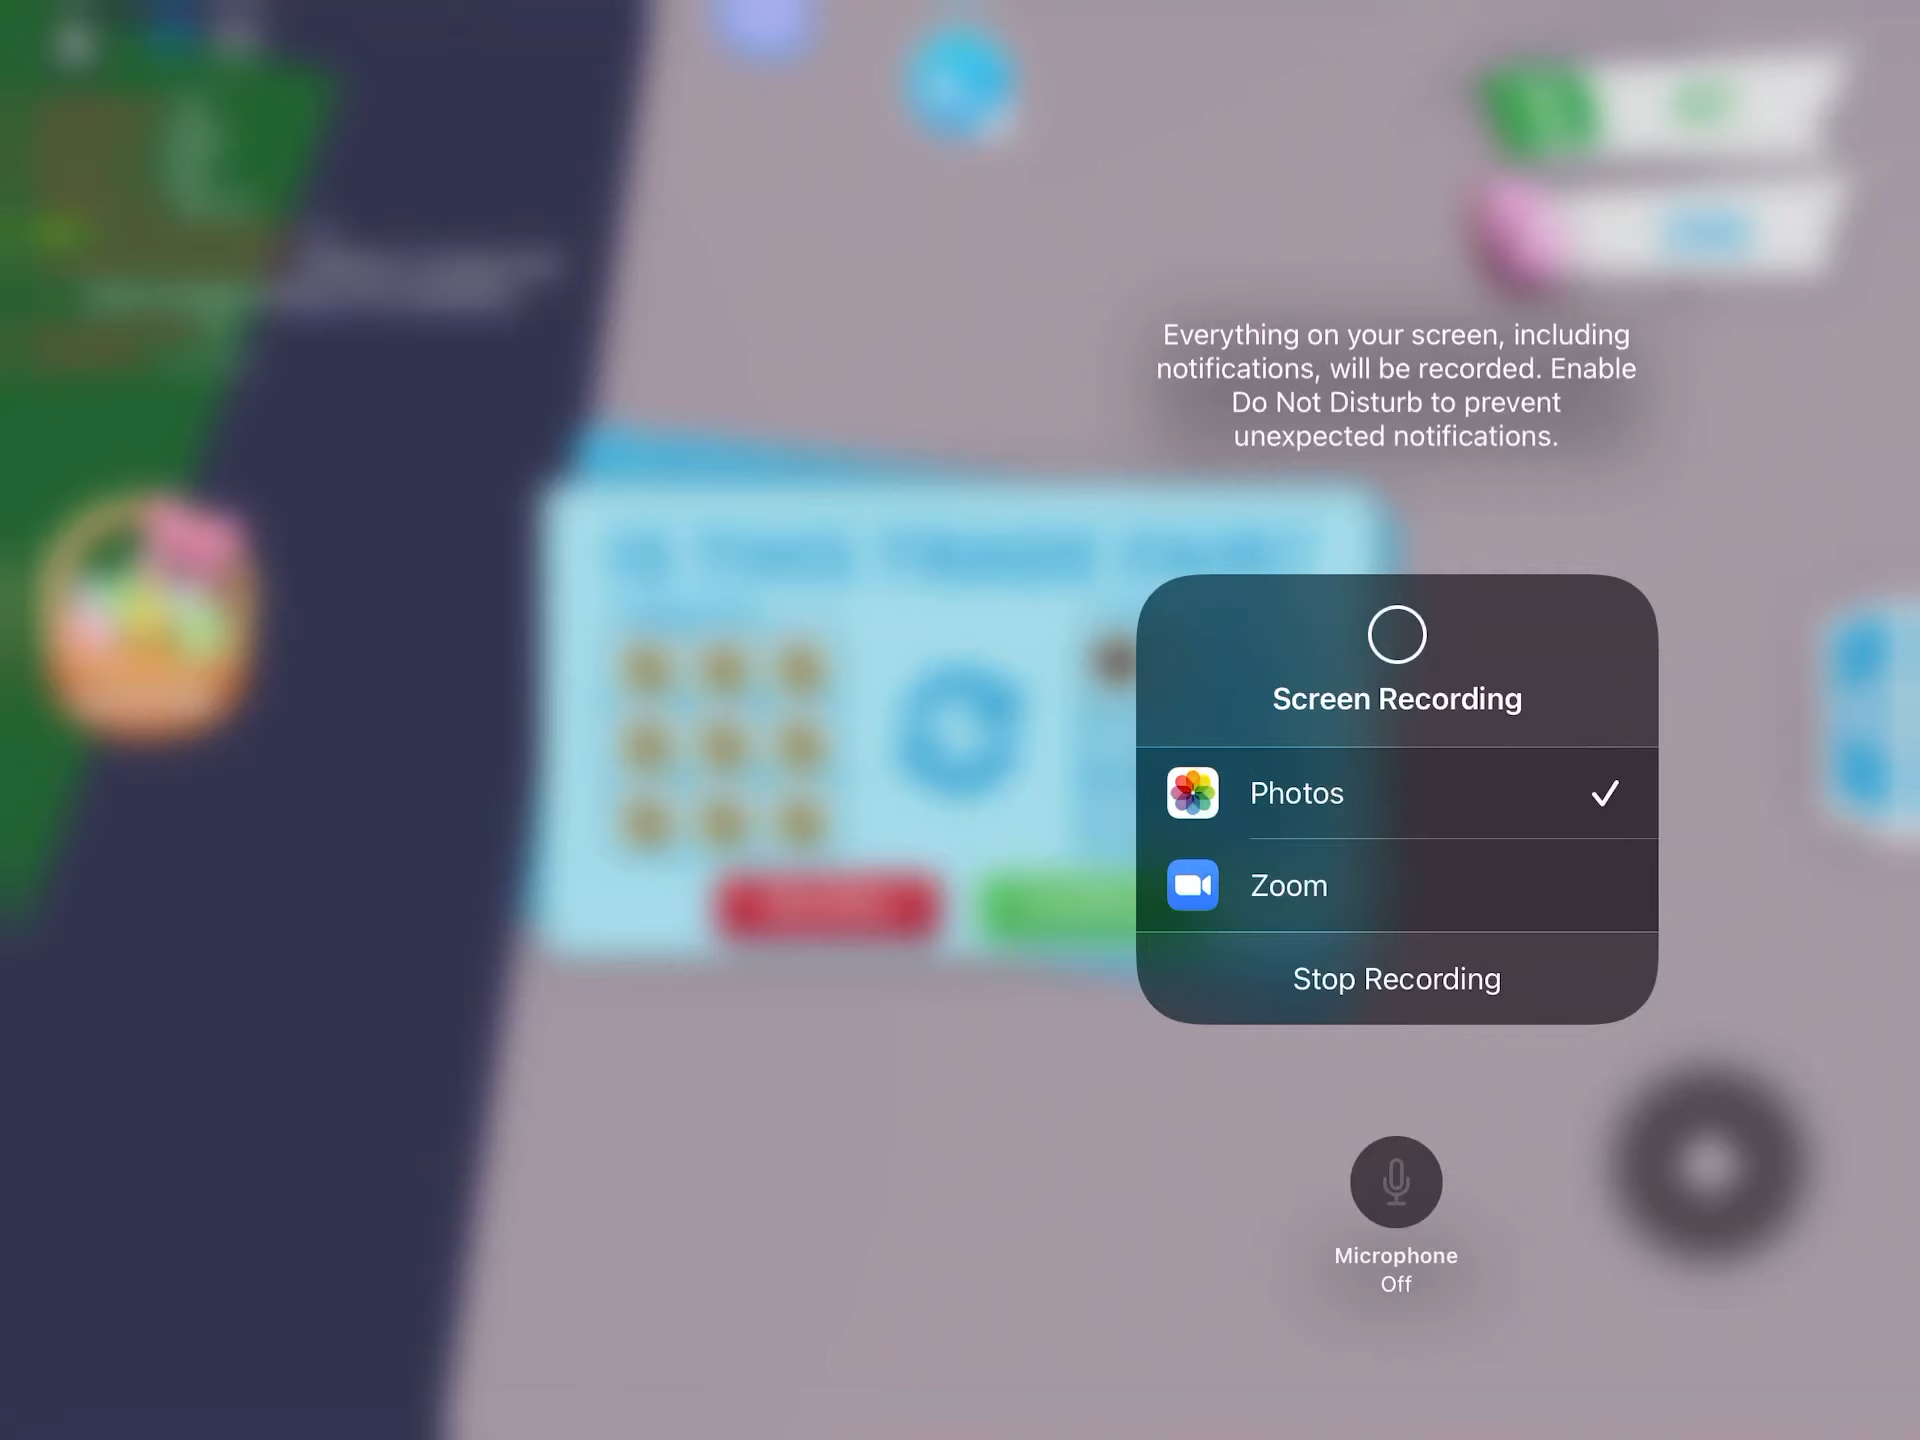 Everything on your screen, including
notifications, will be recorded. Enable
Do Not Disturb to prevent
unexpected notifications.
Screen Recording
Photos
Zoom
Stop Recording
Microphone
Off